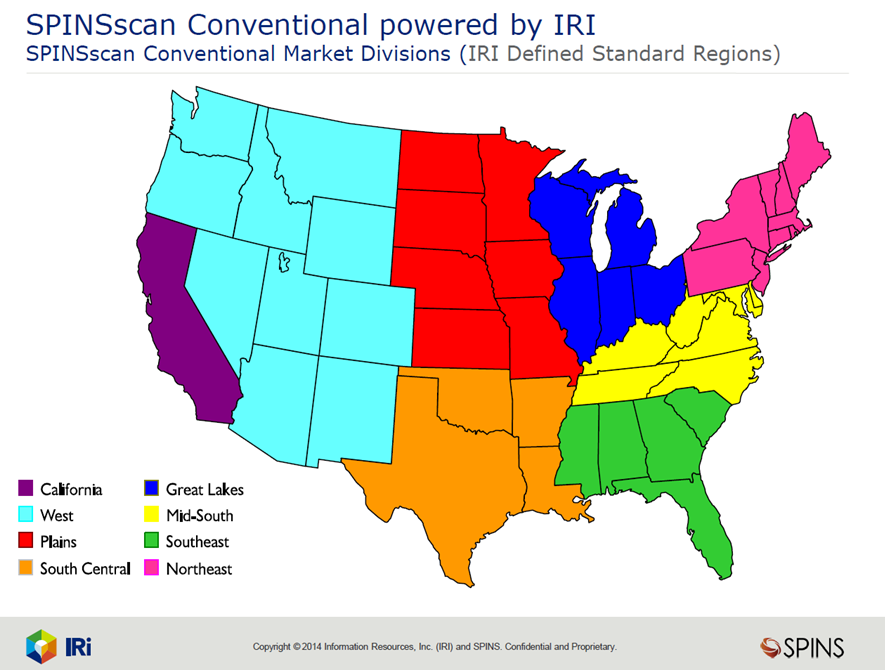 SPINSscan Conventional powered by IRI
SPINSscan Conventional Market Divisions (IRI Defined Standard Regions)
California
Great Lakes
West
Mid-South
Plains
Southeast
South Central
Northeast
IRi
Copyright © 2014 Information Resources, Inc. (IRI) and SPINS. Confidential and Proprietary.
SPINS